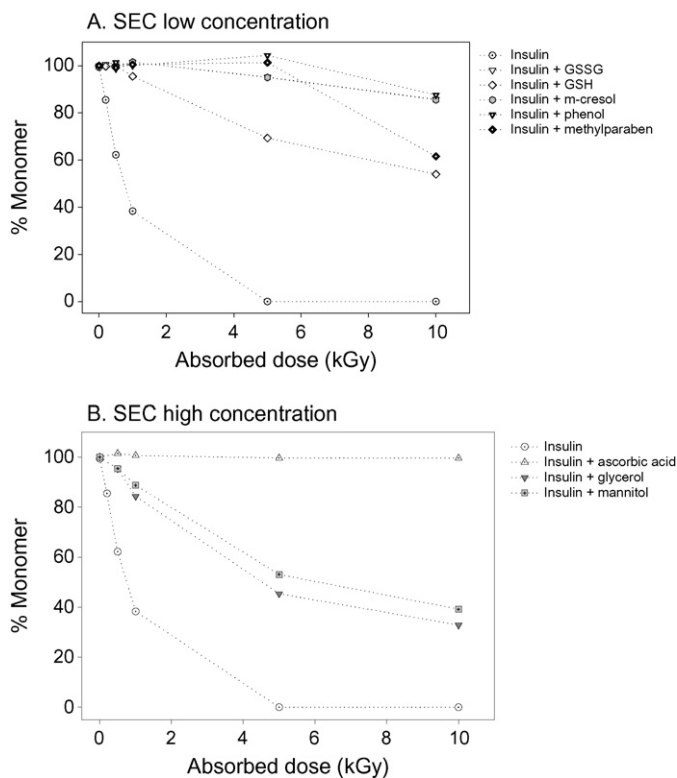 A. SEC low concentration
% Monomer
100
80
60
40
20
0
0 2 4 6 8 10
Absorbed dose (kGy)
Insulin
Insulin + GSSG
Insulin + GSH
Insulin + m-cresol
Insulin + phenol
Insulin + methylparaben
B. SEC high concentration
% Monomer
100
80
60
40
20
0
0 2 4 6 8 10
Absorbed dose (kGy)
Insulin
Insulin + ascorbic acid
Insulin + glycerol
Insulin + mannitol